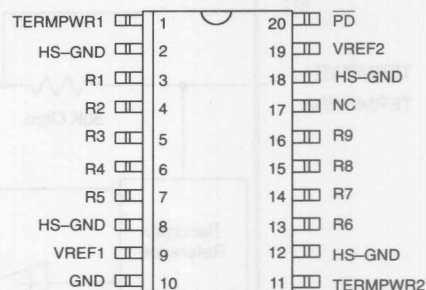 TERMPWR1 1 20 PD
HS–GND 2 19 VREF2
R1 3 18 HS–GND
R2 4 17 NC
R3 5 16 R9
R4 6 15 R8
R5 7 14 R7
HS–GND 8 13 R6
VREF1 9 12 HS–GND
GND 10 11 TERMPWR2